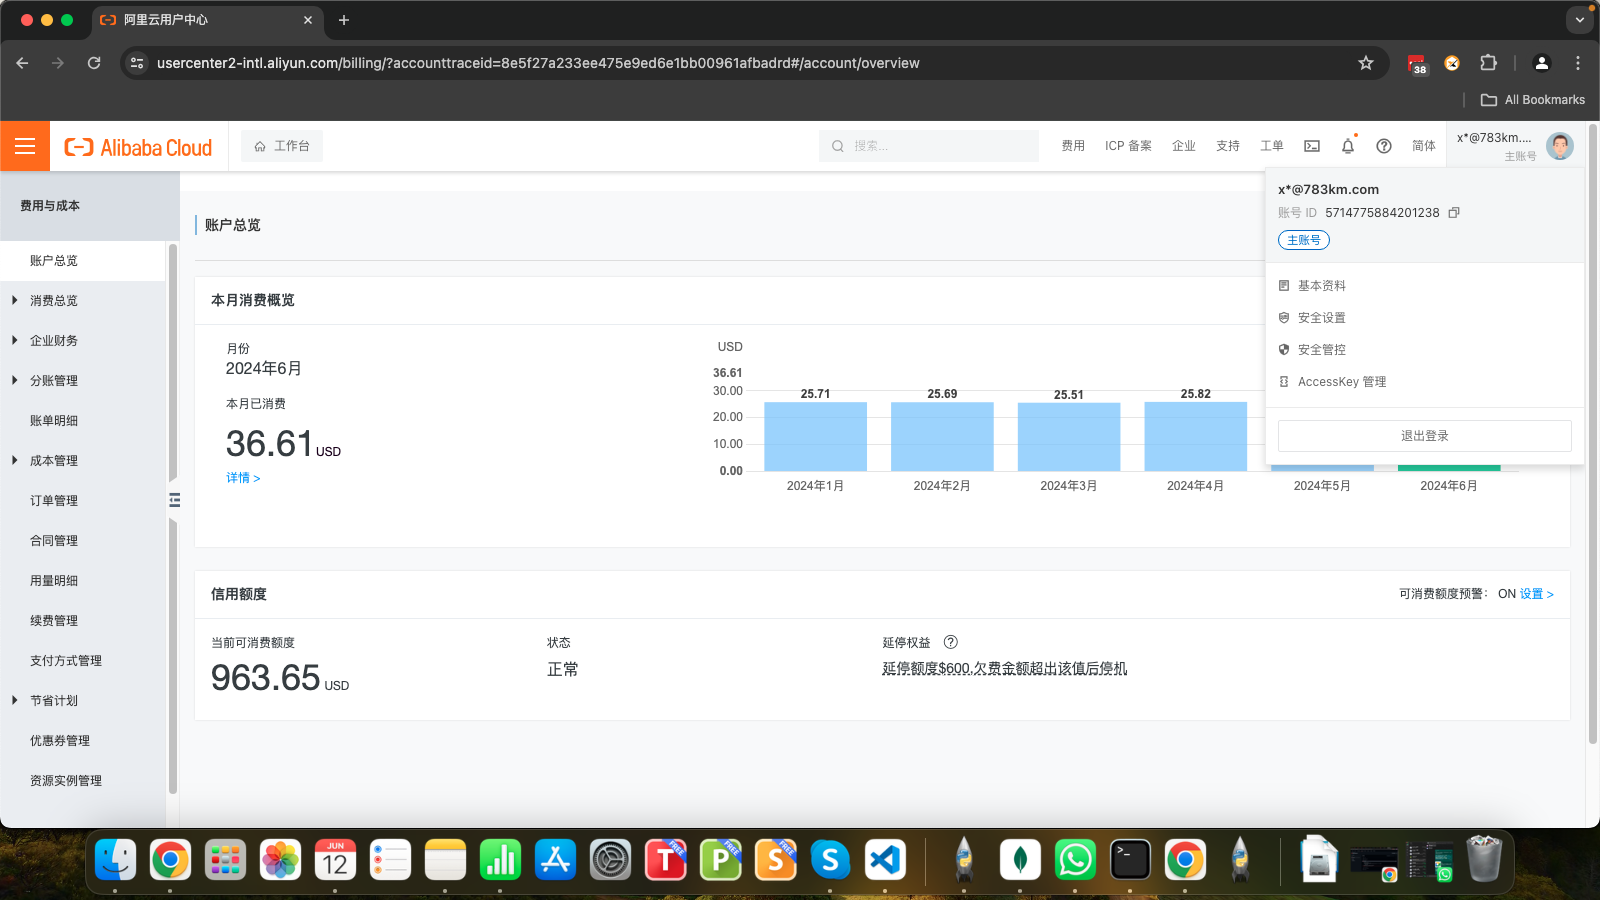 阿里云用户中心
usercenter2-intl.aliyun.com/billing/?accounttraceid=8e5f27a233ee475e9ed6e1bb00961afbadrd#/account/overview
38
All Bookmarks
Alibaba Cloud
工作台
搜索...
费用
ICP 备案
企业
支持
工单
简体
x*@783km....
主账号
x*@783km.com
账号 ID 5714775884201238
主账号
基本资料
安全设置
安全管控
AccessKey 管理
退出登录
费用与成本
账户总览
消费总览
企业财务
分账管理
账单明细
成本管理
订单管理
合同管理
用量明细
续费管理
支付方式管理
节省计划
优惠券管理
资源实例管理
账户总览
本月消费概览
月份
2024年6月
本月已消费
36.61 USD
详情 >
USD
36.61
30.00
20.00
10.00
0.00
25.71
25.69
25.51
25.82
2024年1月
2024年2月
2024年3月
2024年4月
2024年5月
2024年6月
信用额度
可消费额度预警： ON 设置 >
当前可消费额度
963.65 USD
状态
正常
延停权益
延停额度$600,欠费金额超出该值后停机
JUN
12
T
FREE
P
FREE
S
FREE
S
>_